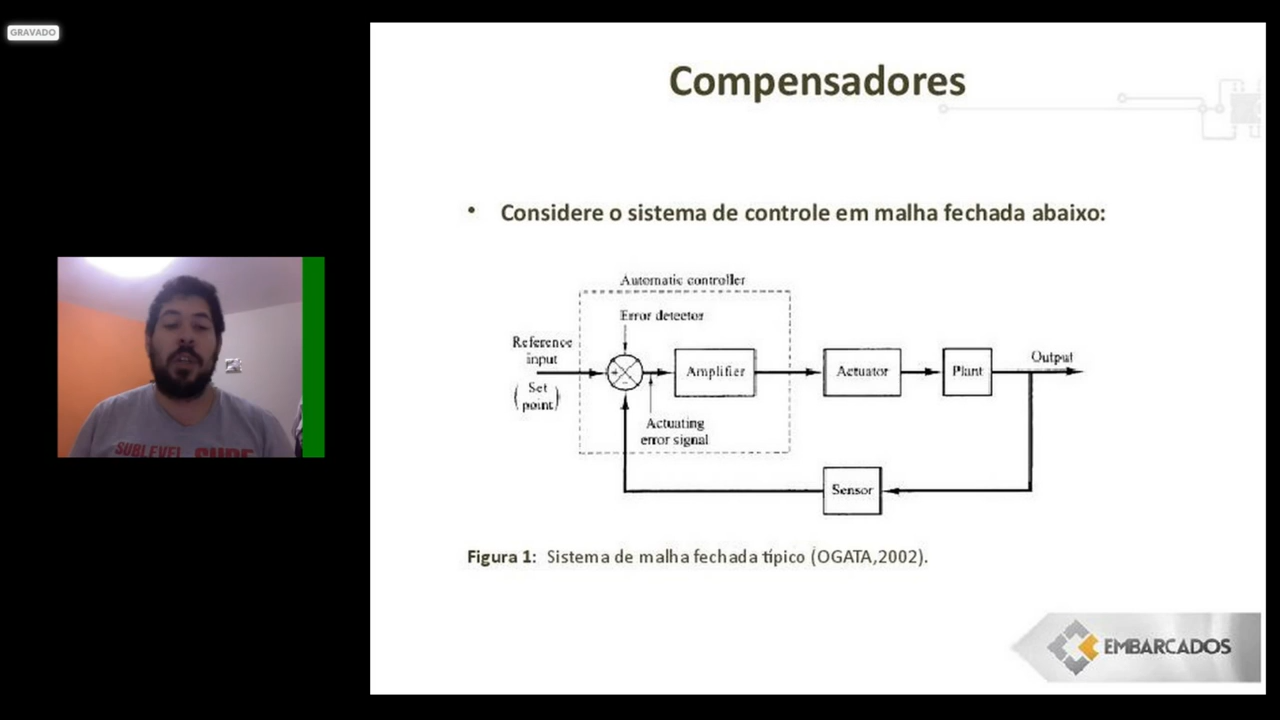 GRAVADO
Compensadores
• Considere o sistema de controle em malha fechada abaixo:
Automatic controller
Error detector
Reference
input
(Set
point)
+
−
Amplifier
Actuator
Plant
Output
Actuating
error signal
Sensor
Figura 1: Sistema de malha fechada típico (OGATA,2002).
SUBLEVEL
EMBARCADOS